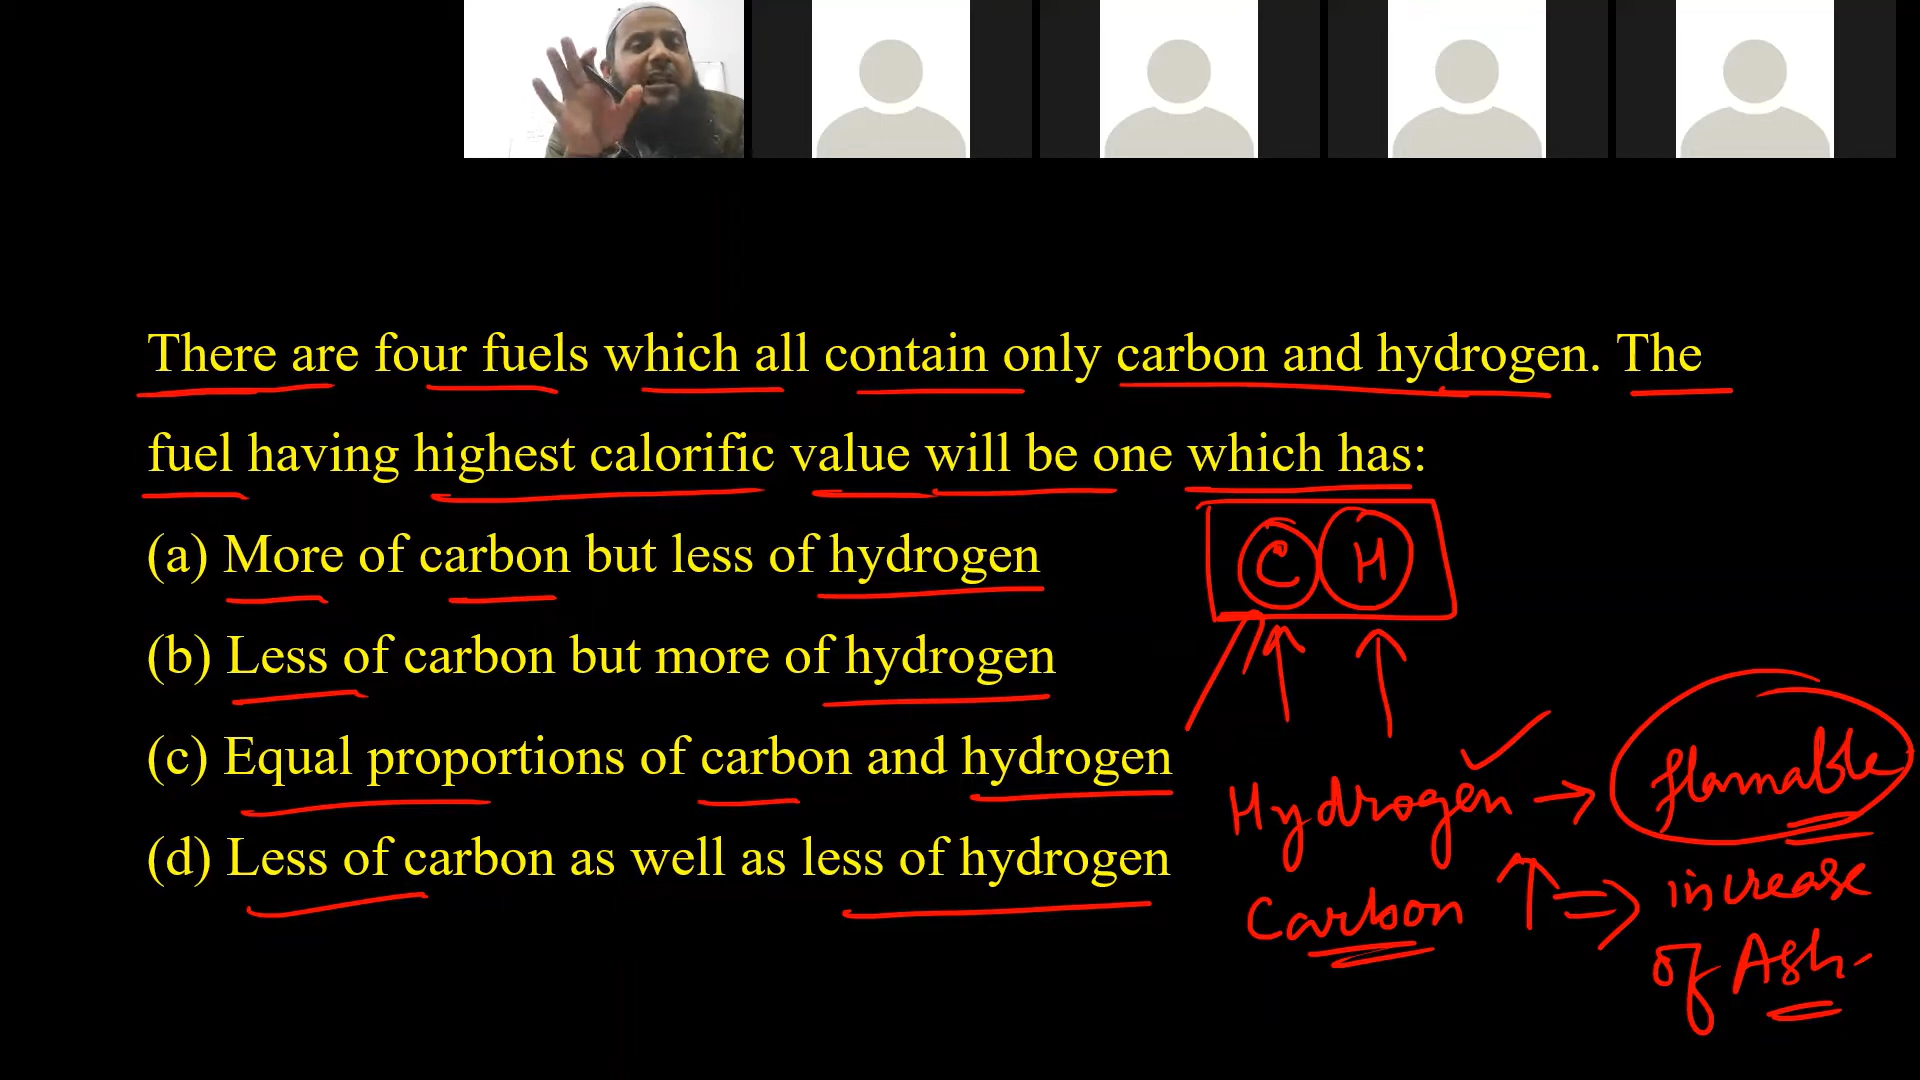 There are four fuels which all contain only carbon and hydrogen. The
fuel having highest calorific value will be one which has:
(a) More of carbon but less of hydrogen
(b) Less of carbon but more of hydrogen
(c) Equal proportions of carbon and hydrogen
(d) Less of carbon as well as less of hydrogen
C H
Hydrogen → flamable
Carbon ↑ ⇒ increase
of Ash.